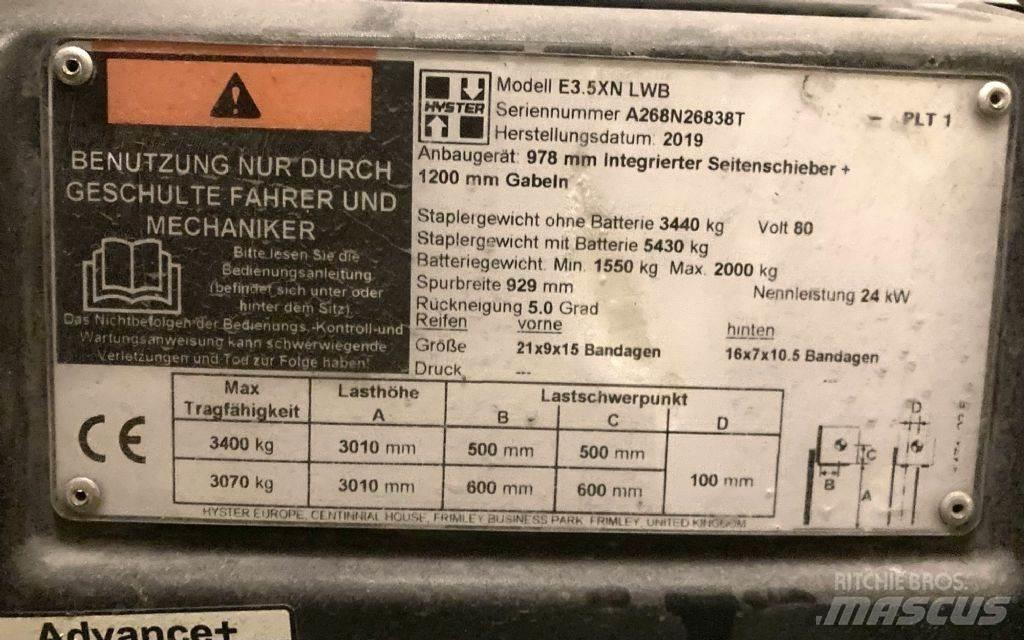 BENUTZUNG NUR DURCH
GESCHULTE FAHRER UND
MECHANIKER
Bitte lesen Sie die
Bedienungsanleitung
(befindet sich unter oder
hinter dem Sitz).
Das Nichtbefolgen der Bedienungs,-Kontroll-und
Wartungsanweisung kann schwerwiegende
Verletzungen und Tod zur Folge haben!
HYSTER
Modell E3.5XN LWB
Seriennummer A268N26838T
Herstellungsdatum: 2019
– PLT 1
Anbaugerät: 978 mm Integrierter Seitenschieber +
1200 mm Gabeln
Staplergewicht ohne Batterie 3440 kg Volt 80
Staplergewicht mit Batterie 5430 kg
Batteriegewicht. Min. 1550 kg Max. 2000 kg
Spurbreite 929 mm Nennleistung 24 kW
Rückneigung 5.0 Grad
Reifen vorne hinten
Größe 21x9x15 Bandagen 16x7x10.5 Bandagen
Druck ---
CE
Max Tragfähigkeit Lasthöhe A Lastschwerpunkt B C D
3400 kg 3010 mm 500 mm 500 mm 100 mm
3070 kg 3010 mm 600 mm 600 mm
D
C
B A
HYSTER EUROPE, CENTINNIAL HOUSE, FRIMLEY BUSINESS PARK, FRIMLEY, UNITED KINGDOM
Advance+
RITCHIE BROS.
MASCUS